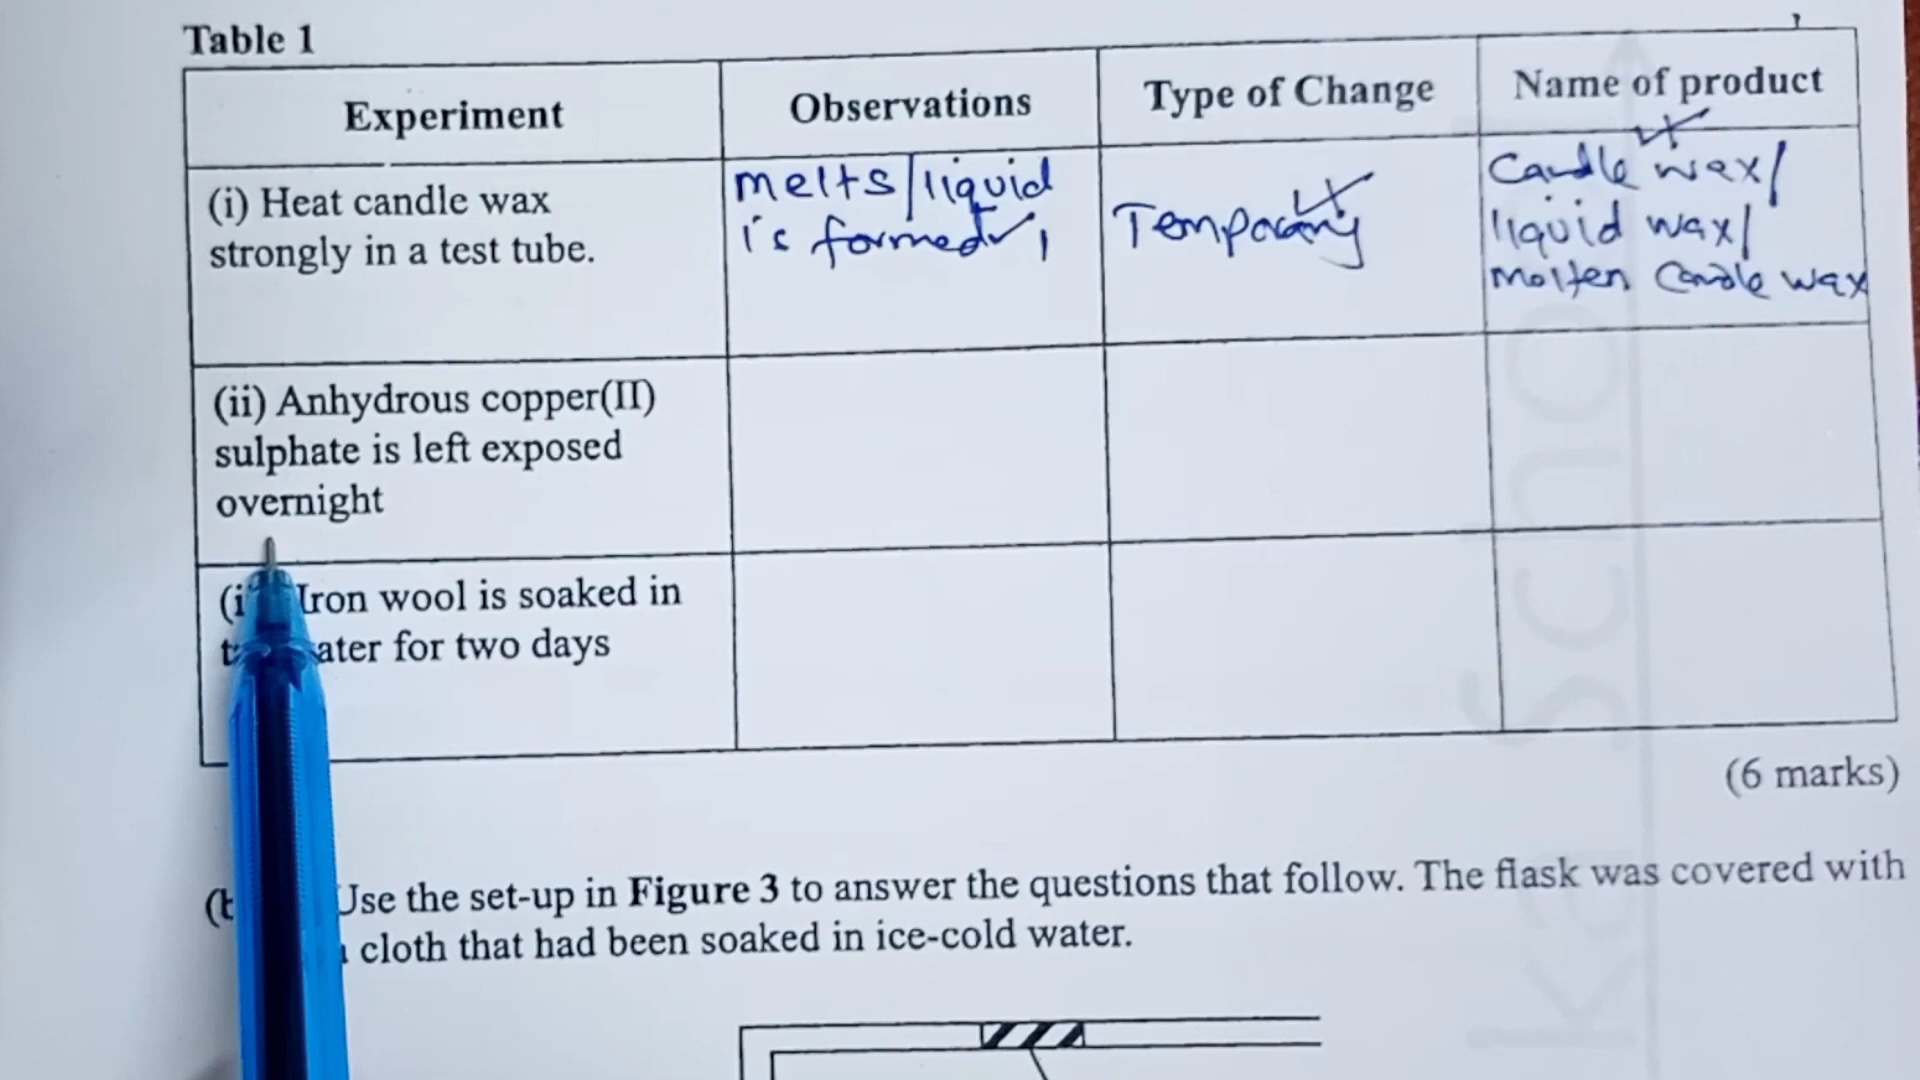 Table 1
Experiment Observations Type of Change Name of product
(i) Heat candle wax
strongly in a test tube.
melts/liquid
is formed 1
Temporary
Candle wax/
liquid wax/
Molten Candle wax
(ii) Anhydrous copper(II)
sulphate is left exposed
overnight
Iron wool is soaked in
for two days
(6 marks)
Use the set-up in Figure 3 to answer the questions that follow. The flask was covered with
cloth that had been soaked in ice-cold water.